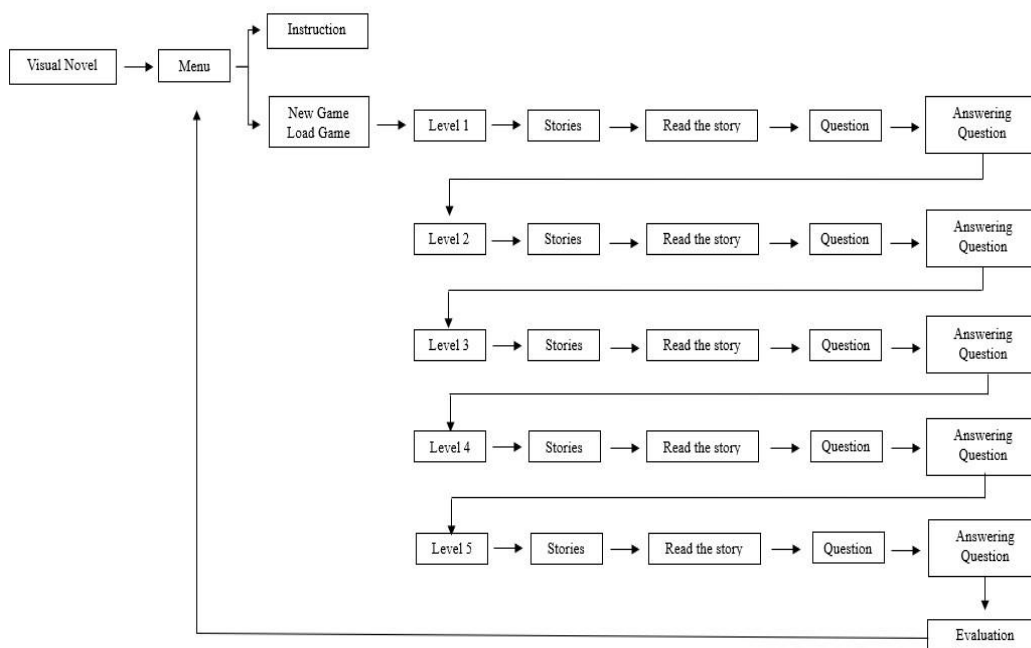 Instruction
Visual Novel
Menu
New Game
Load Game
Level 1
Stories
Read the story
Question
Answering
Question
Level 2
Stories
Read the story
Question
Answering
Question
Level 3
Stories
Read the story
Question
Answering
Question
Level 4
Stories
Read the story
Question
Answering
Question
Level 5
Stories
Read the story
Question
Answering
Question
Evaluation